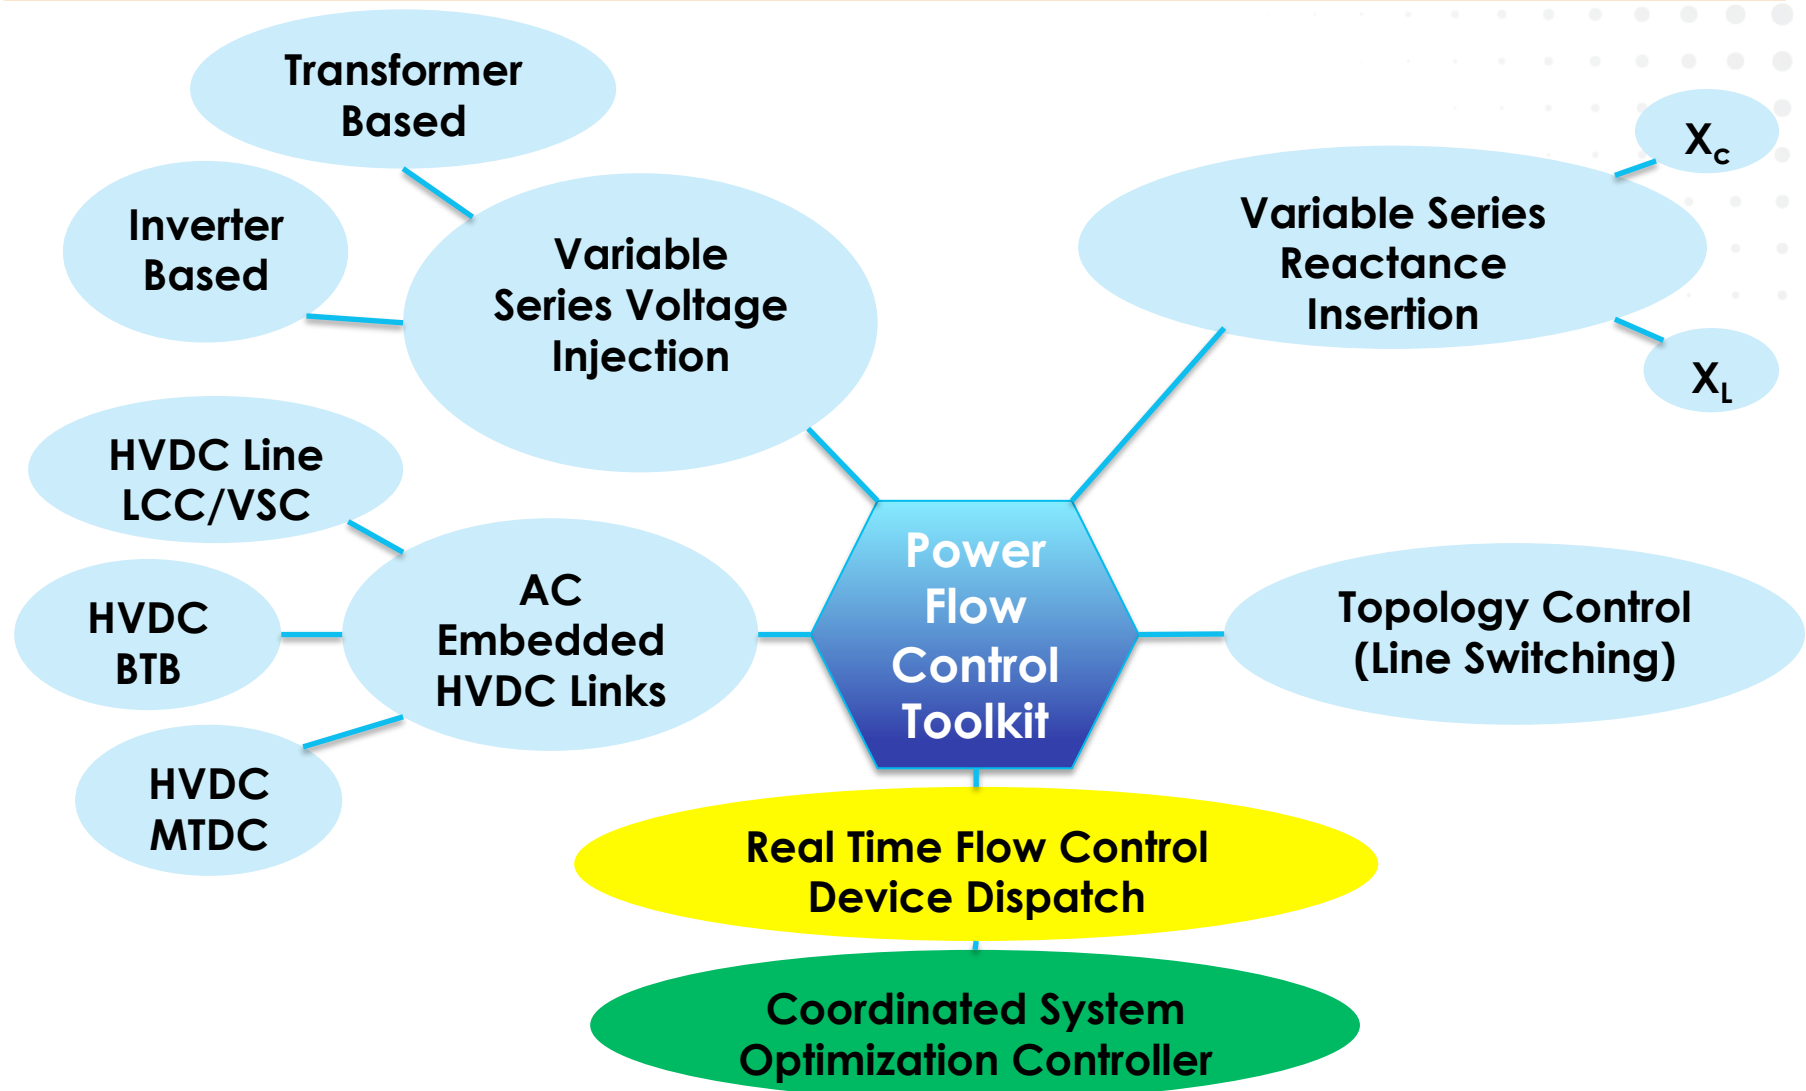 Transformer
Based
Inverter
Based
Variable
Series Voltage
Injection
Variable Series
Reactance
Insertion
Xc
XL
HVDC Line
LCC/VSC
HVDC
BTB
HVDC
MTDC
AC
Embedded
HVDC Links
Power
Flow
Control
Toolkit
Topology Control
(Line Switching)
Real Time Flow Control
Device Dispatch
Coordinated System
Optimization Controller